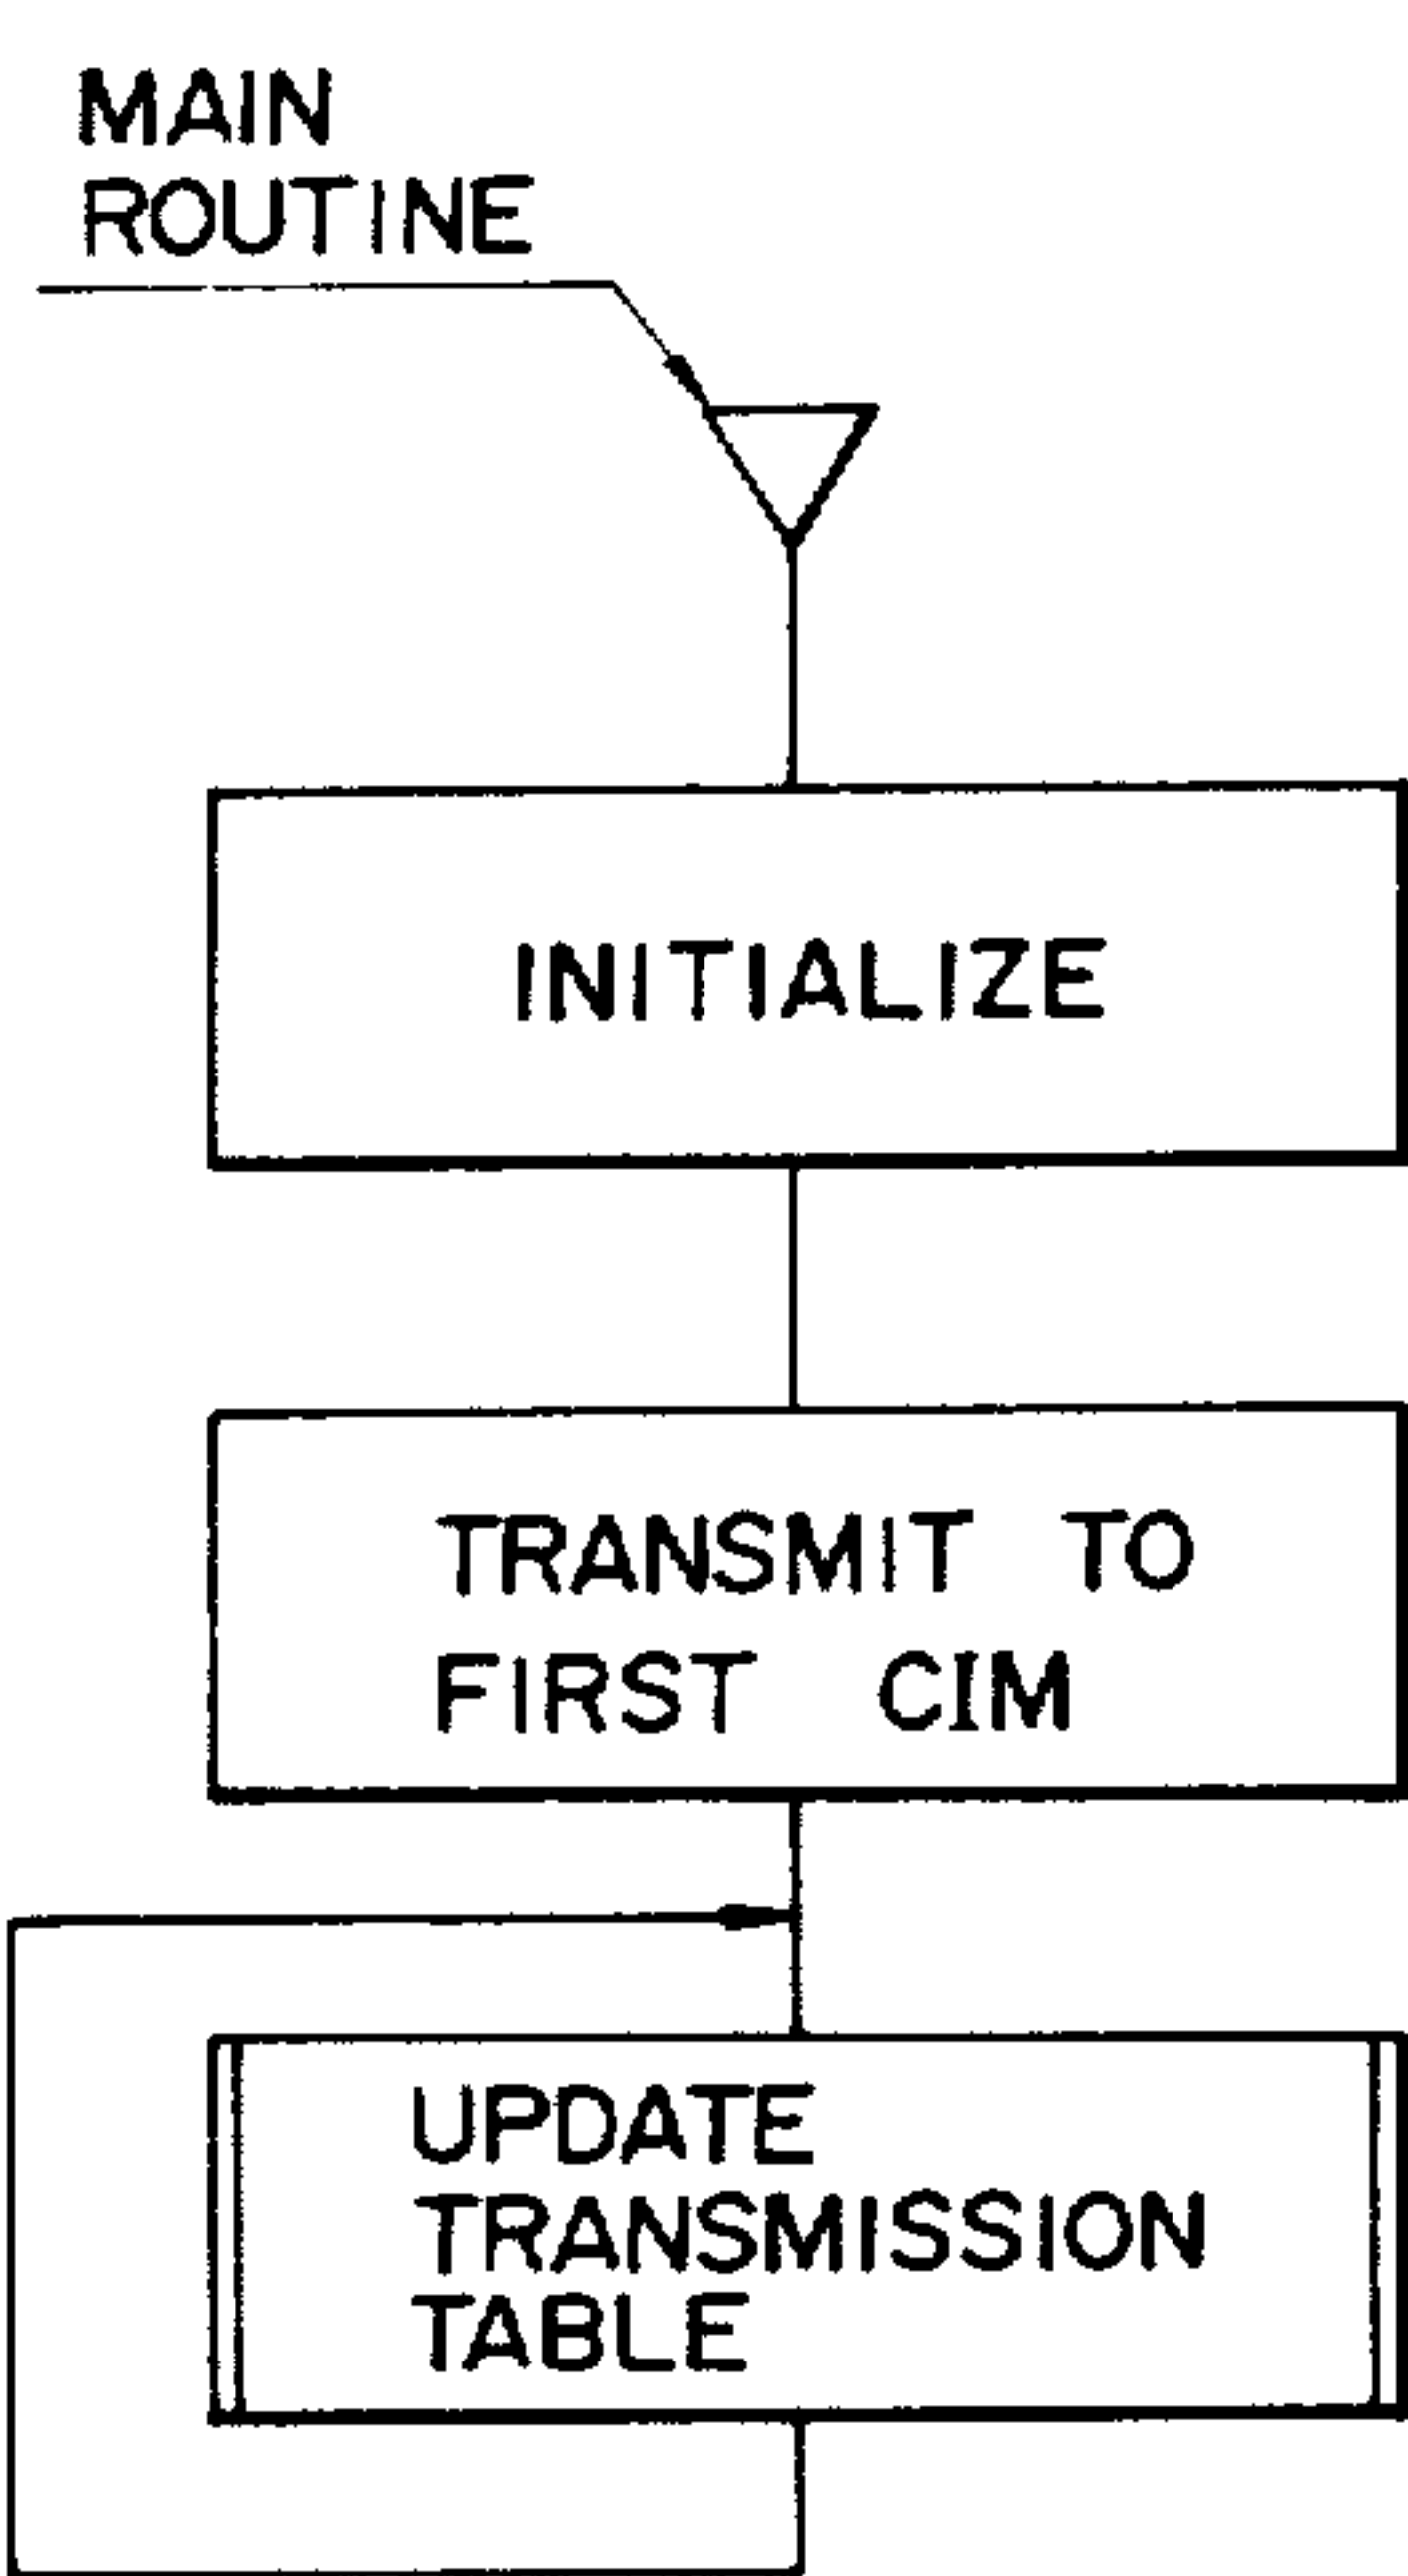 MAIN
ROUTINE
INITIALIZE
TRANSMIT TO
FIRST CIM
UPDATE
TRANSMISSION
TABLE